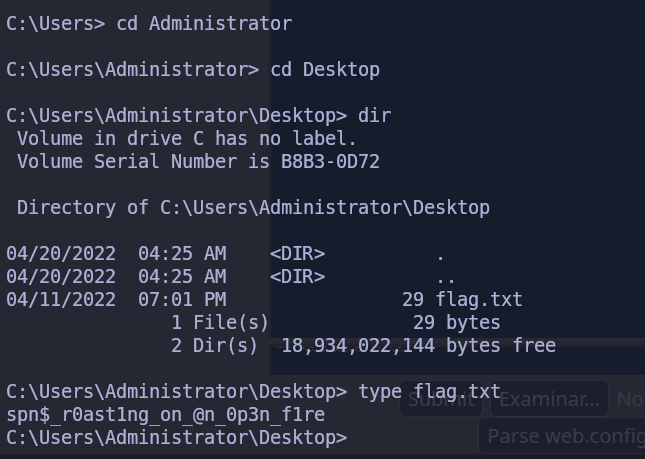 C:\Users> cd Administrator
C:\Users\Administrator> cd Desktop
C:\Users\Administrator\Desktop> dir
 Volume in drive C has no label.
 Volume Serial Number is B8B3-0D72
 Directory of C:\Users\Administrator\Desktop
04/20/2022  04:25 AM    <DIR>          .
04/20/2022  04:25 AM    <DIR>          ..
04/11/2022  07:01 PM                29 flag.txt
               1 File(s)             29 bytes
               2 Dir(s)  18,934,022,144 bytes free
C:\Users\Administrator\Desktop> type flag.txt
Submit Examinar... No
spn$_r0ast1ng_on_@n_0p3n_f1re
C:\Users\Administrator\Desktop>
Parse web.config